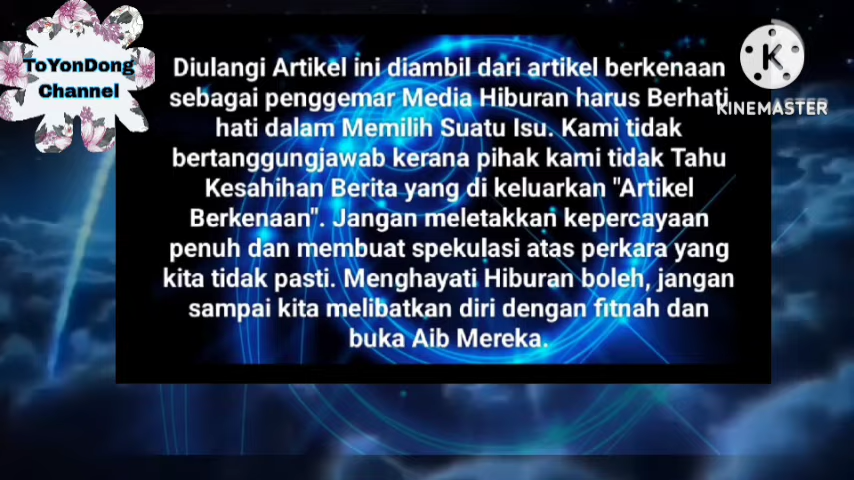 ToYonDong
Channel
Diulangi Artikel ini diambil dari artikel berkenaan
sebagai penggemar Media Hiburan harus Berhati
hati dalam Memilih Suatu Isu. Kami tidak
bertanggungjawab kerana pihak kami tidak Tahu
Kesahihan Berita yang di keluarkan "Artikel
Berkenaan". Jangan meletakkan kepercayaan
penuh dan membuat spekulasi atas perkara yang
kita tidak pasti. Menghayati Hiburan boleh, jangan
sampai kita melibatkan diri dengan fitnah dan
buka Aib Mereka.
K
KINEMASTER